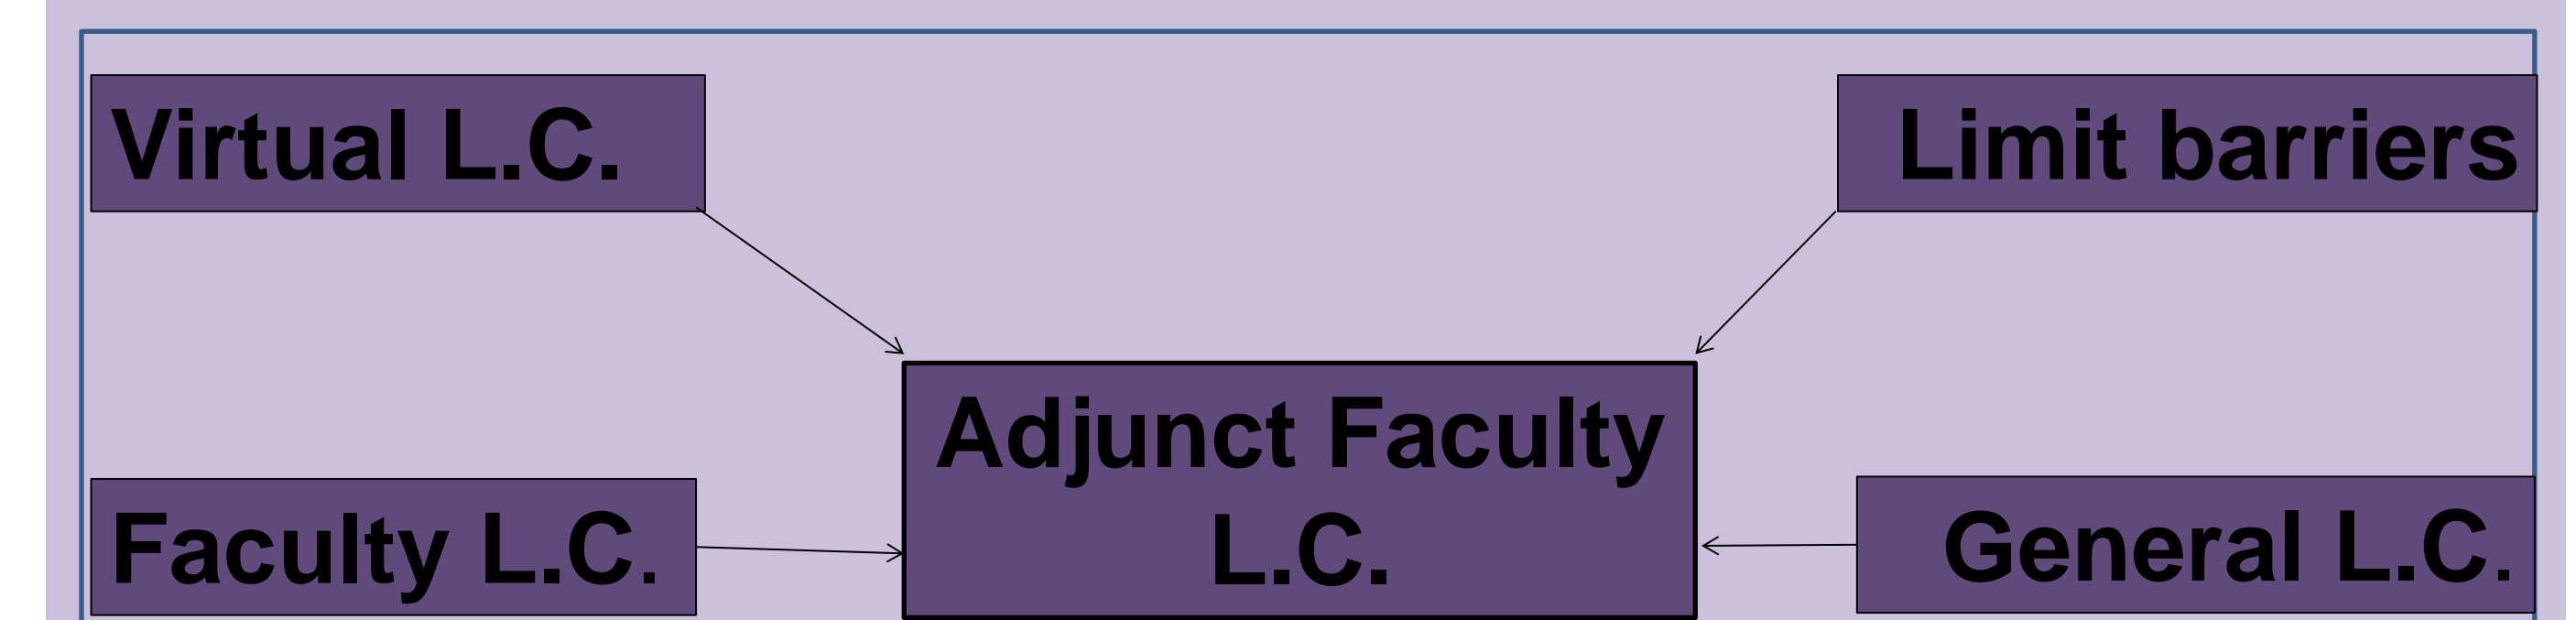 Virtual L.C.
Limit barriers
Adjunct Faculty
L.C.
Faculty L.C.
General L.C.